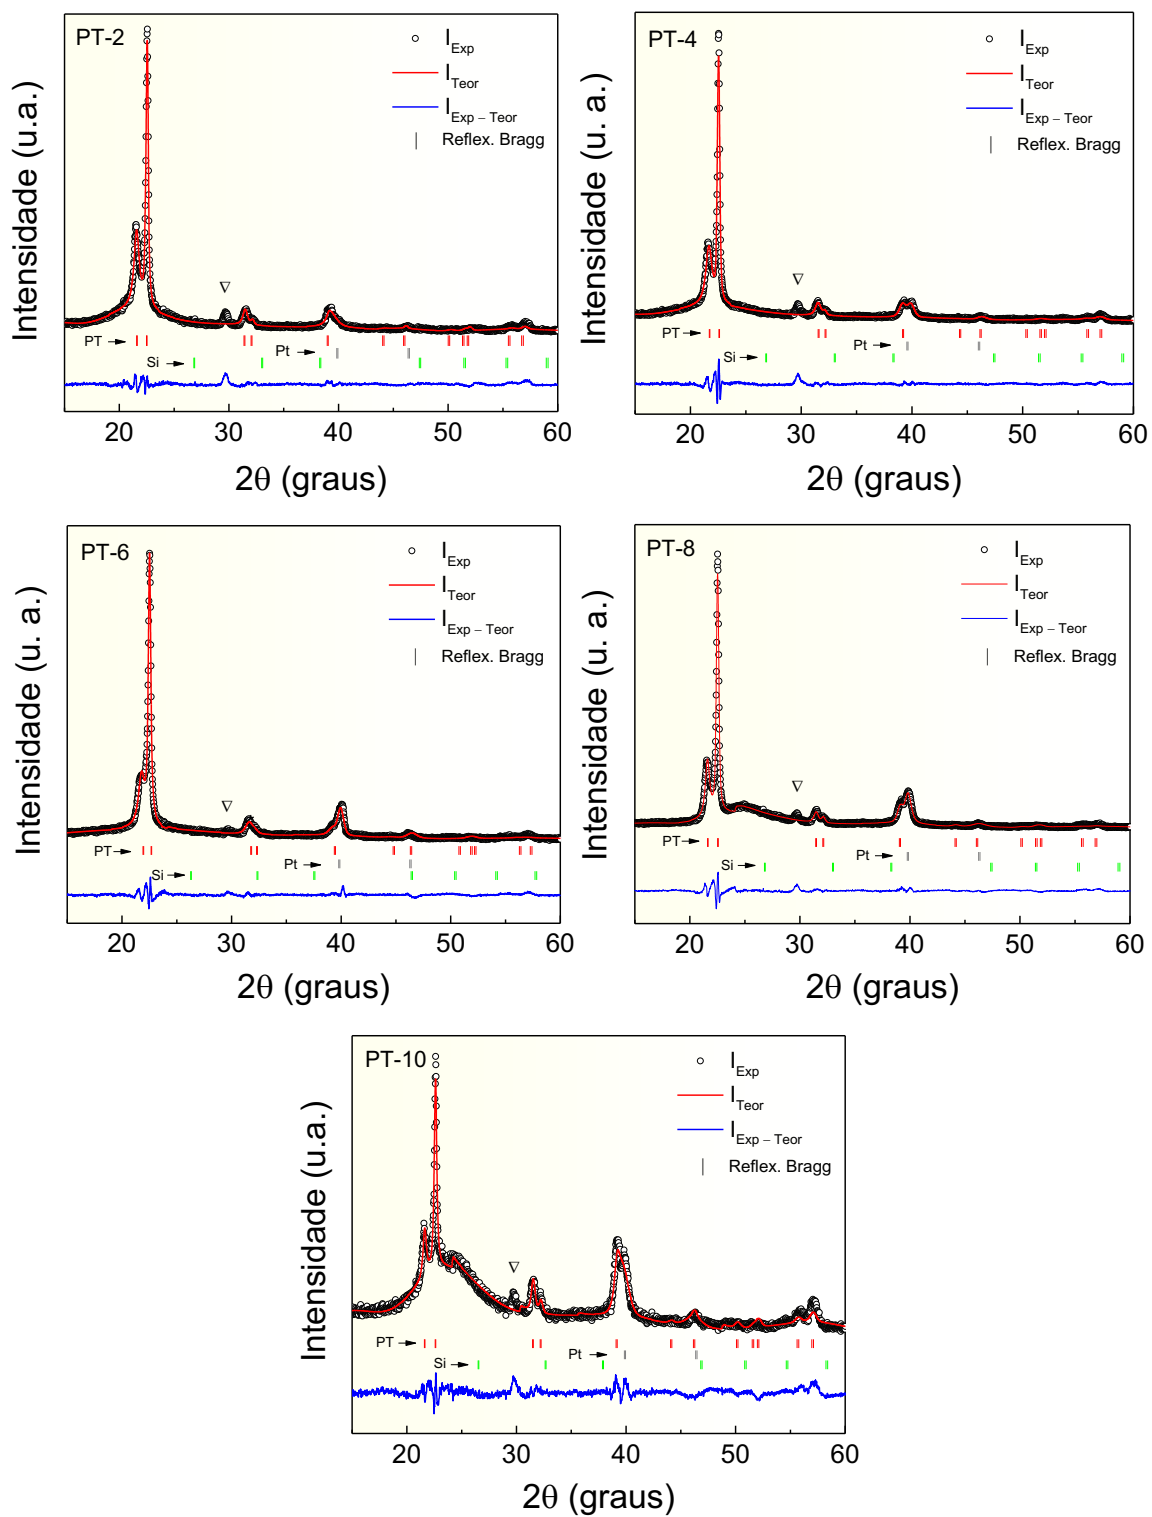 PT-2
I_Exp
I_Teor
I_Exp – Teor
Reflex. Bragg
Intensidade (u.a.)
▽
PT
Pt
Si
20 30 40 50 60
2θ (graus)
PT-4
I_Exp
I_Teor
I_Exp – Teor
Reflex. Bragg
Intensidade (u. a.)
▽
PT
Pt
Si
20 30 40 50 60
2θ (graus)
PT-6
I_Exp
I_Teor
I_Exp – Teor
Reflex. Bragg
Intensidade (u. a.)
▽
PT
Pt
Si
20 30 40 50 60
2θ (graus)
PT-8
I_Exp
I_Teor
I_Exp – Teor
Reflex. Bragg
Intensidade (u. a.)
▽
PT
Pt
Si
20 30 40 50 60
2θ (graus)
PT-10
I_Exp
I_Teor
I_Exp – Teor
Reflex. Bragg
Intensidade (u.a.)
▽
PT
Pt
Si
20 30 40 50 60
2θ (graus)